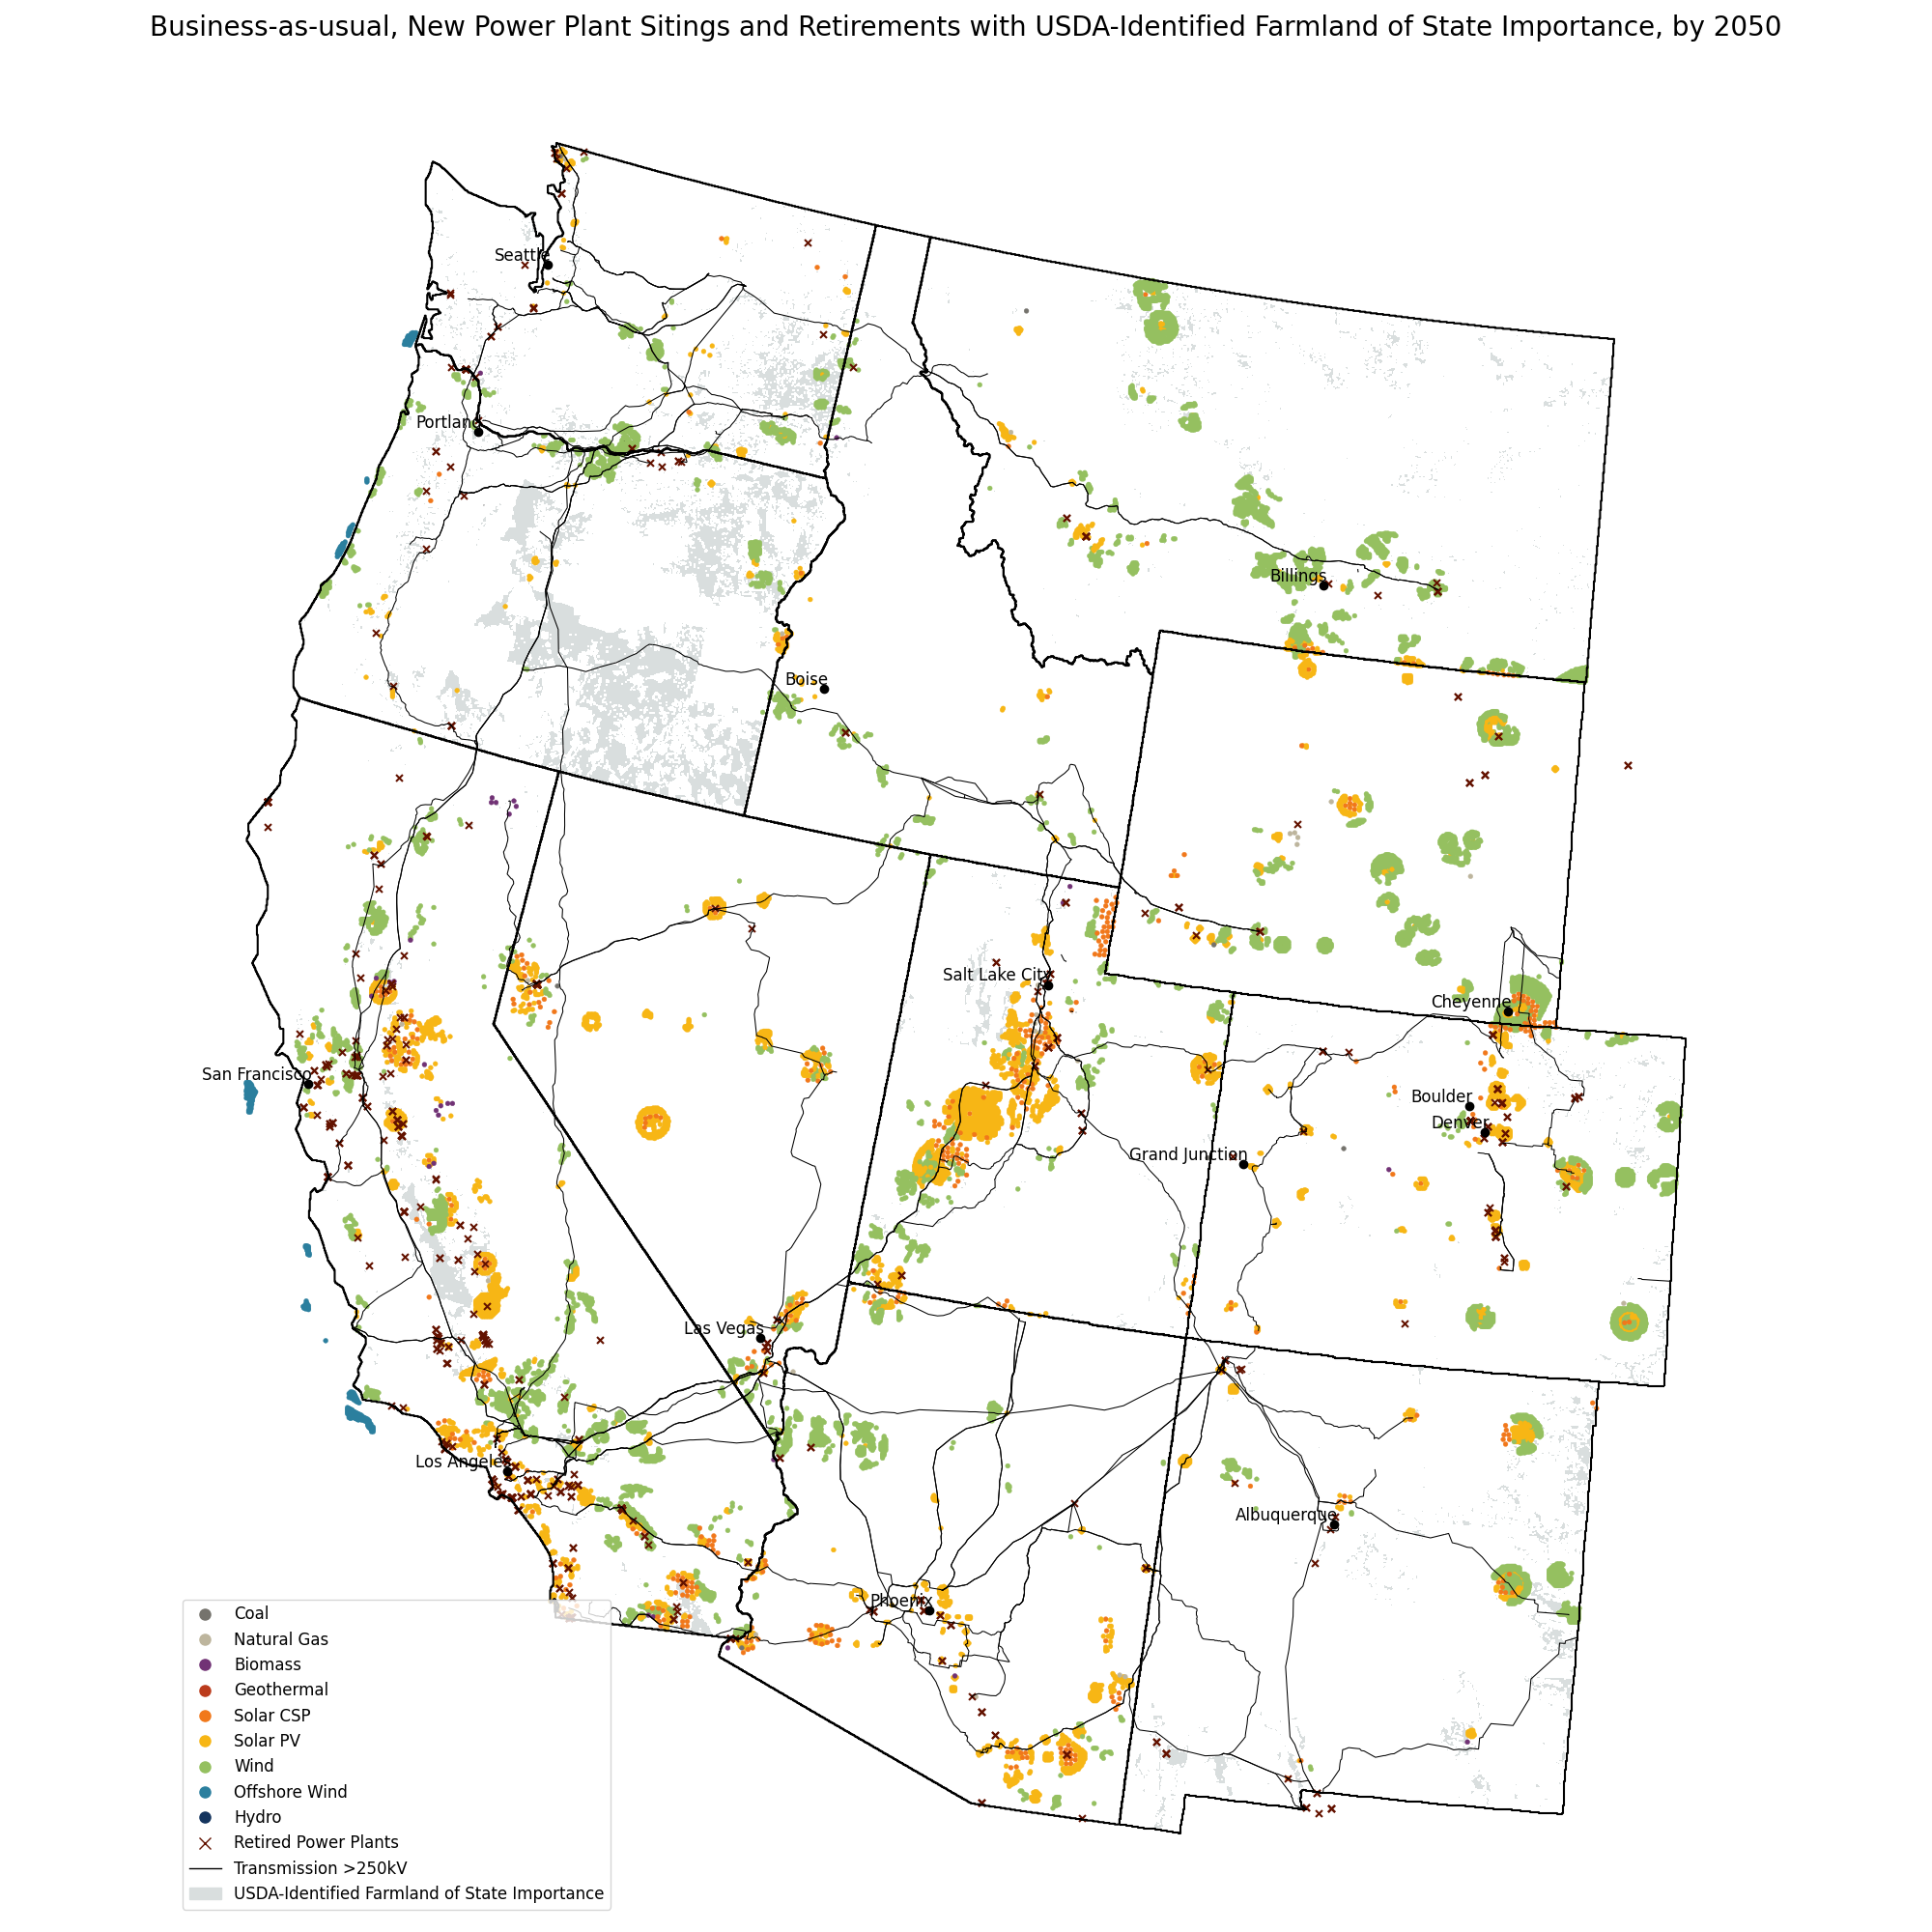 Business-as-usual, New Power Plant Sitings and Retirements with USDA-Identified Farmland of State Importance, by 2050
Seattle
Portland
Billings
Boise
Salt Lake City
Cheyenne
San Francisco
Boulder
Denver
Grand Junction
Las Vegas
Los Angeles
Albuquerque
Phoenix
Coal
Natural Gas
Biomass
Geothermal
Solar CSP
Solar PV
Wind
Offshore Wind
Hydro
Retired Power Plants
Transmission >250kV
USDA-Identified Farmland of State Importance